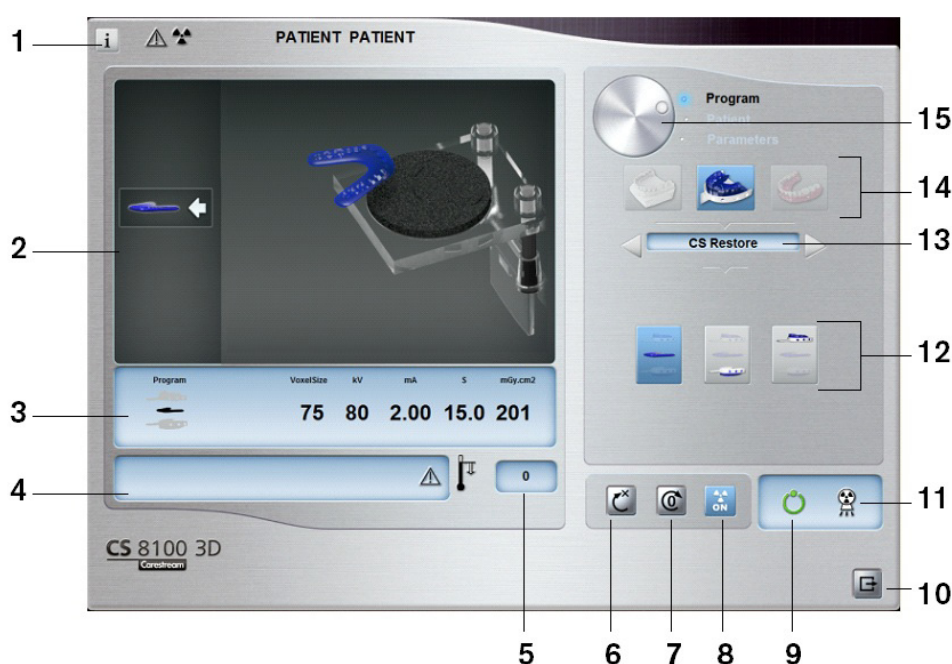 1
i
PATIENT PATIENT
Program
Patient
Parameters
15
14
13
CS Restore
2
12
Program VoxelSize kV mA S mGy.cm2
3
75 80 2.00 15.0 201
4
0
0
ON
11
CS 8100 3D
Carestream
10
5 6 7 8 9